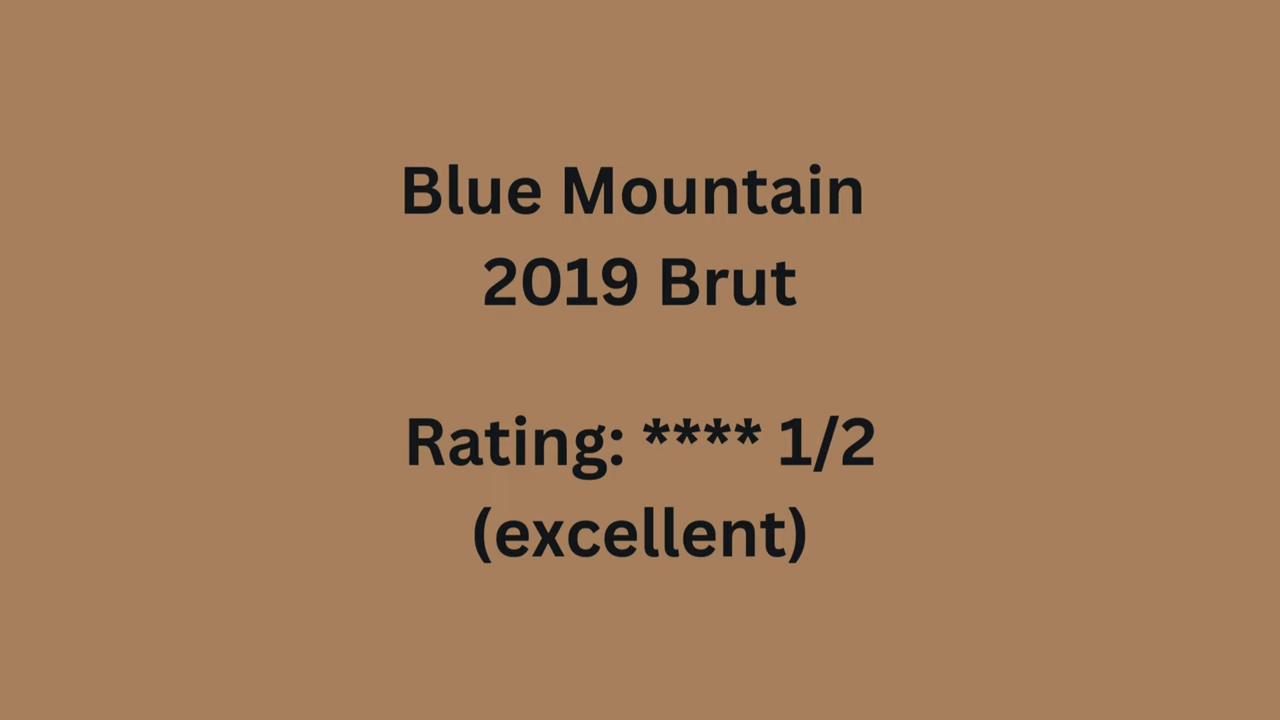 Blue Mountain
2019 Brut
Rating: **** 1/2
(excellent)